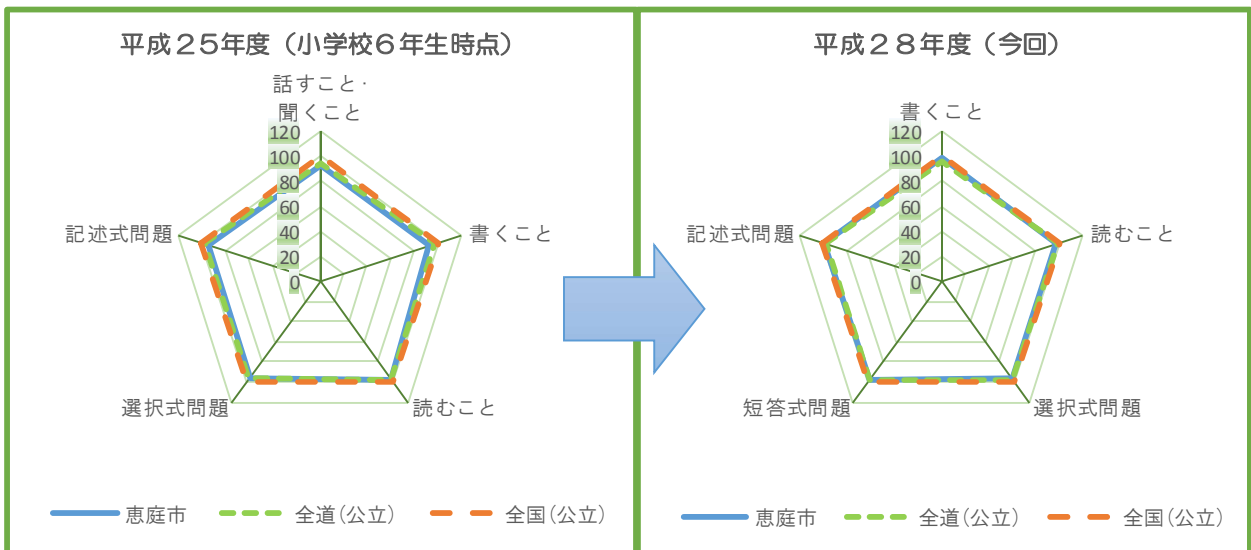 平成２５年度（小学校６年生時点）
話すこと・
聞くこと
120
100
80
60
40
20
0
記述式問題
書くこと
選択式問題
読むこと
恵庭市
全道(公立)
全国(公立)
平成２８年度（今回）
書くこと
120
100
80
60
40
20
0
記述式問題
読むこと
短答式問題
選択式問題
恵庭市
全道(公立)
全国(公立)